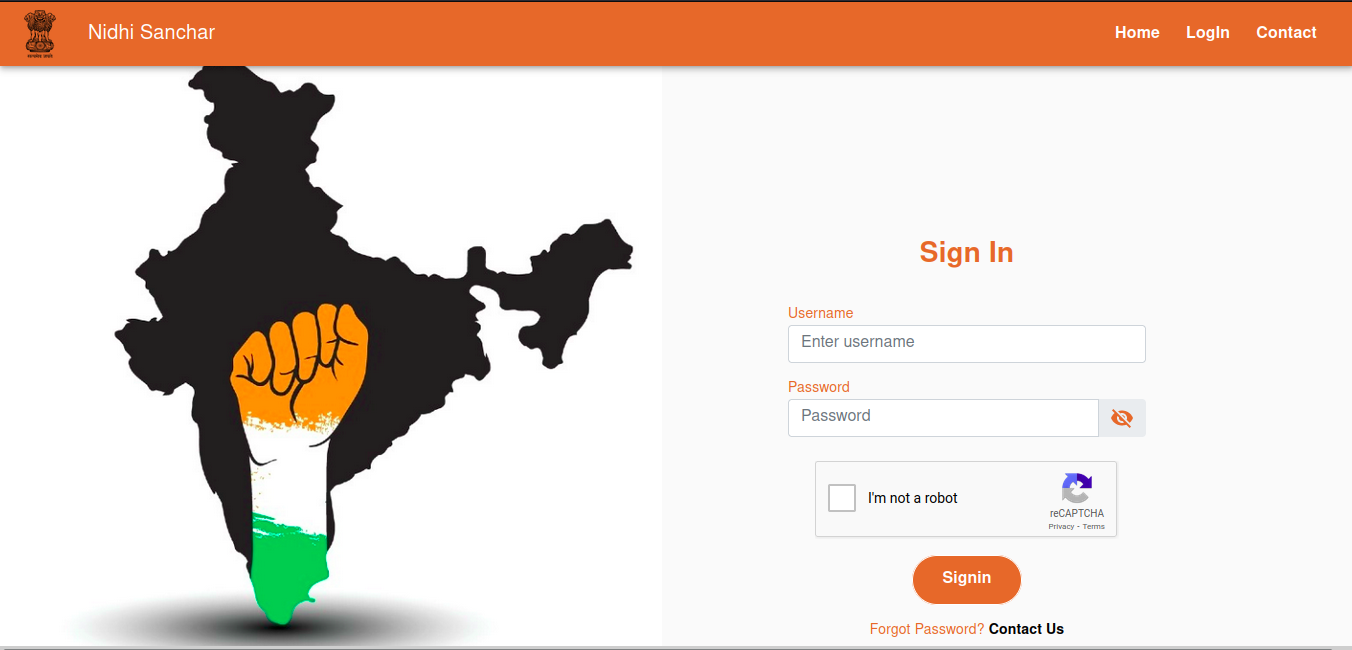 Nidhi Sanchar
Home LogIn Contact
Sign In
Username
Enter username
Password
Password
I'm not a robot
reCAPTCHA
Privacy - Terms
Signin
Forgot Password? Contact Us